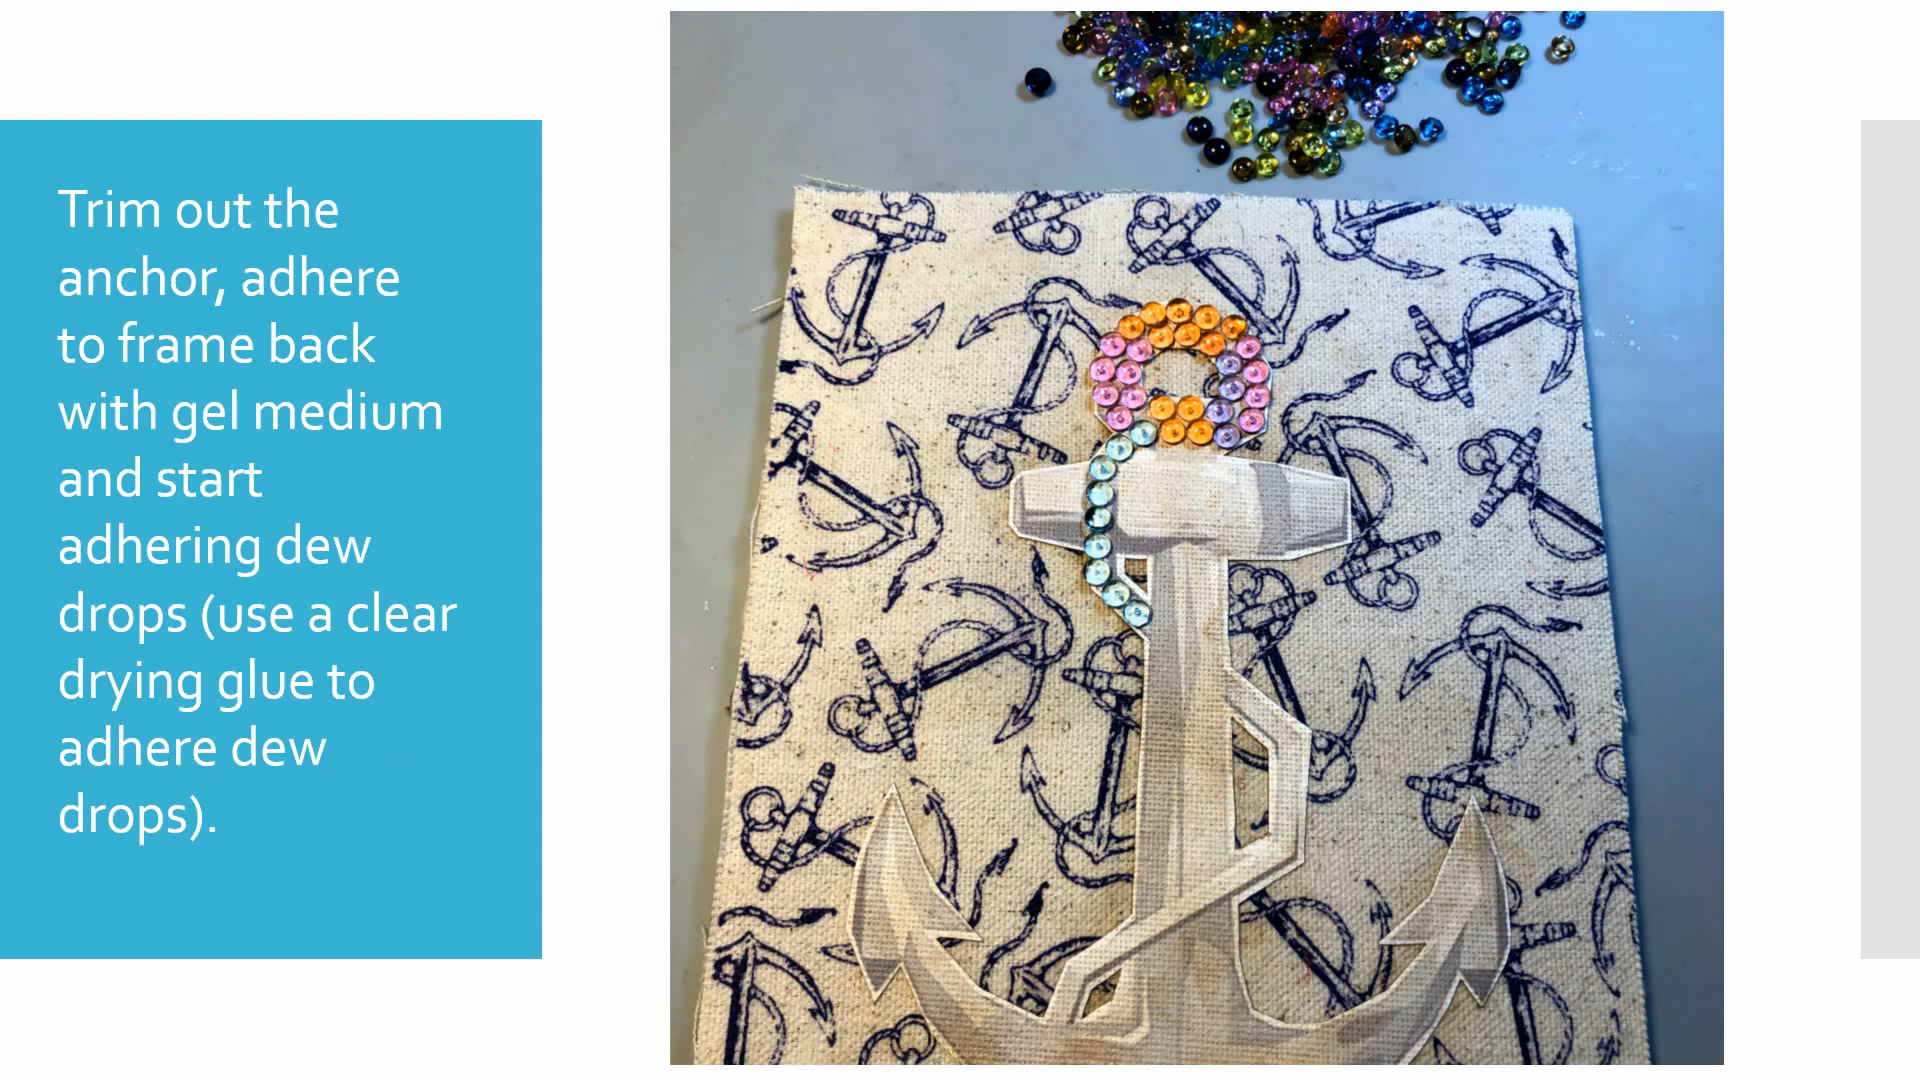 Trim out the
anchor, adhere
to frame back
with gel medium
and start
adhering dew
drops (use a clear
drying glue to
adhere dew
drops).